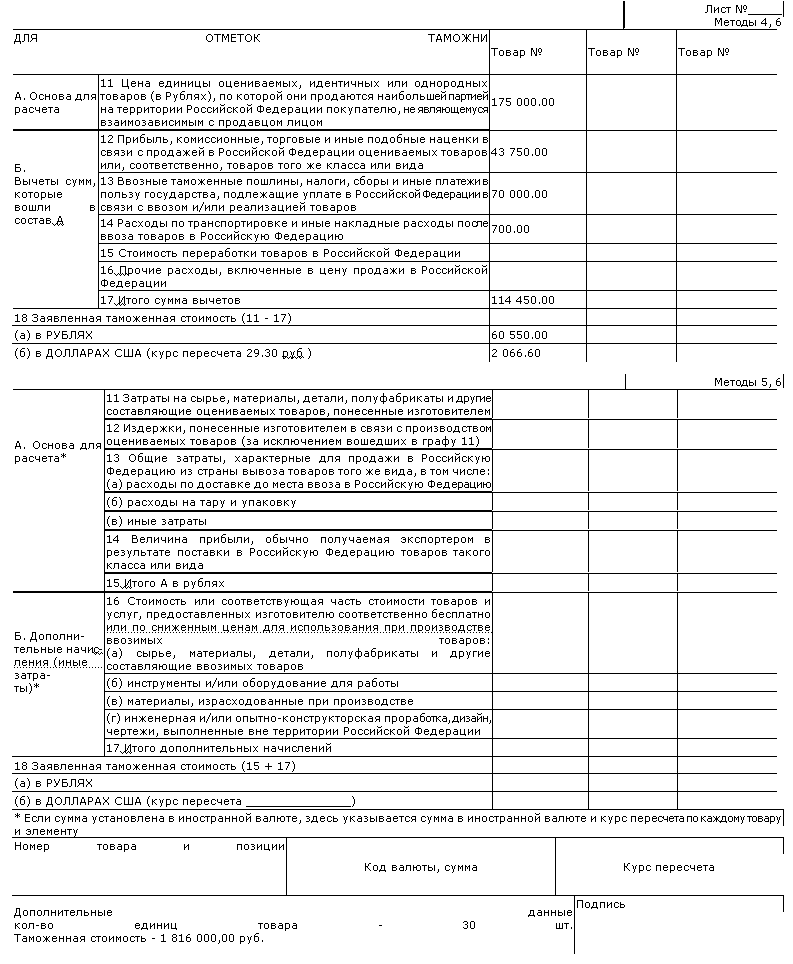 Лист №_____
Методы 4, 6
ДЛЯ ОТМЕТОК ТАМОЖНИ
Товар №
Товар №
Товар №
А. Основа для расчета
11 Цена единицы оцениваемых, идентичных или однородных
товаров (в Рублях), по которой они продаются наибольшей партией
на территории Российской Федерации покупателю, не являющемуся
взаимозависимым с продавцом лицом
175 000.00
Б.
Вычеты сумм,
которые
вошли в
состав А
12 Прибыль, комиссионные, торговые и иные подобные наценки в
связи с продажей в Российской Федерации оцениваемых товаров
или, соответственно, товаров того же класса или вида
43 750.00
13 Ввозные таможенные пошлины, налоги, сборы и иные платежи в
пользу государства, подлежащие уплате в Российской Федерации в
связи с ввозом и/или реализацией товаров
70 000.00
14 Расходы по транспортировке и иные накладные расходы после
ввоза товаров в Российскую Федерацию
700.00
15 Стоимость переработки товаров в Российской Федерации
16 Прочие расходы, включенные в цену продажи в Российской
Федерации
17 Итого сумма вычетов
114 450.00
18 Заявленная таможенная стоимость (11 - 17)
(а) в РУБЛЯХ
60 550.00
(б) в ДОЛЛАРАХ США (курс пересчета 29.30 руб )
2 066.60
Методы 5, 6
А. Основа для
расчета*
11 Затраты на сырье, материалы, детали, полуфабрикаты и другие
составляющие оцениваемых товаров, понесенные изготовителем
12 Издержки, понесенные изготовителем в связи с производством
оцениваемых товаров (за исключением вошедших в графу 11)
13 Общие затраты, характерные для продажи в Российскую
Федерацию из страны вывоза товаров того же вида, в том числе:
(а) расходы по доставке до места ввоза в Российскую Федерацию
(б) расходы на тару и упаковку
(в) иные затраты
14 Величина прибыли, обычно получаемая экспортером в
результате поставки в Российскую Федерацию товаров такого
класса или вида
15 Итого А в рублях
Б. Дополни-
тельные начис-
ления (иные
затра-
ты)*
16 Стоимость или соответствующая часть стоимости товаров и
услуг, предоставленных изготовителю соответственно бесплатно
или по сниженным ценам для использования при производстве
ввозимых товаров:
(а) сырье, материалы, детали, полуфабрикаты и другие
составляющие ввозимых товаров
(б) инструменты и/или оборудование для работы
(в) материалы, израсходованные при производстве
(г) инженерная и/или опытно-конструкторская проработка, дизайн,
чертежи, выполненные вне территории Российской Федерации
17 Итого дополнительных начислений
18 Заявленная таможенная стоимость (15 + 17)
(а) в РУБЛЯХ
(б) в ДОЛЛАРАХ США (курс пересчета ________________)
* Если сумма установлена в иностранной валюте, здесь указывается сумма в иностранной валюте и курс пересчета по каждому товару
и элементу
Номер товара и позиции
Код валюты, сумма
Курс пересчета
Дополнительные данные
кол-во единиц товара - 30 шт.
Таможенная стоимость - 1 816 000,00 руб.
Подпись